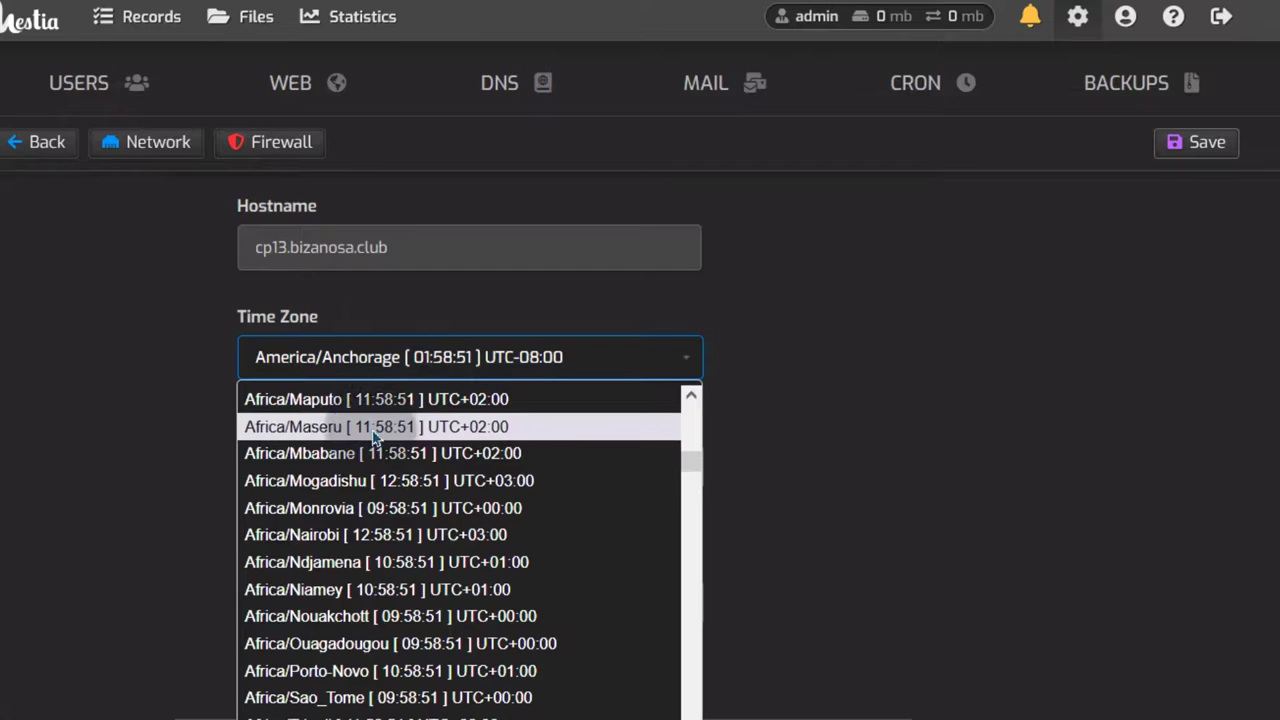 Hestia
Records Files Statistics admin 0 mb 0 mb
USERS WEB DNS MAIL CRON BACKUPS
Back Network Firewall Save
Hostname
cp13.bizanosa.club
Time Zone
America/Anchorage [ 01:58:51 ] UTC-08:00
Africa/Maputo [ 11:58:51 ] UTC+02:00
Africa/Maseru [ 11:58:51 ] UTC+02:00
Africa/Mbabane [ 11:58:51 ] UTC+02:00
Africa/Mogadishu [ 12:58:51 ] UTC+03:00
Africa/Monrovia [ 09:58:51 ] UTC+00:00
Africa/Nairobi [ 12:58:51 ] UTC+03:00
Africa/Ndjamena [ 10:58:51 ] UTC+01:00
Africa/Niamey [ 10:58:51 ] UTC+01:00
Africa/Nouakchott [ 09:58:51 ] UTC+00:00
Africa/Ouagadougou [ 09:58:51 ] UTC+00:00
Africa/Porto-Novo [ 10:58:51 ] UTC+01:00
Africa/Sao_Tome [ 09:58:51 ] UTC+00:00